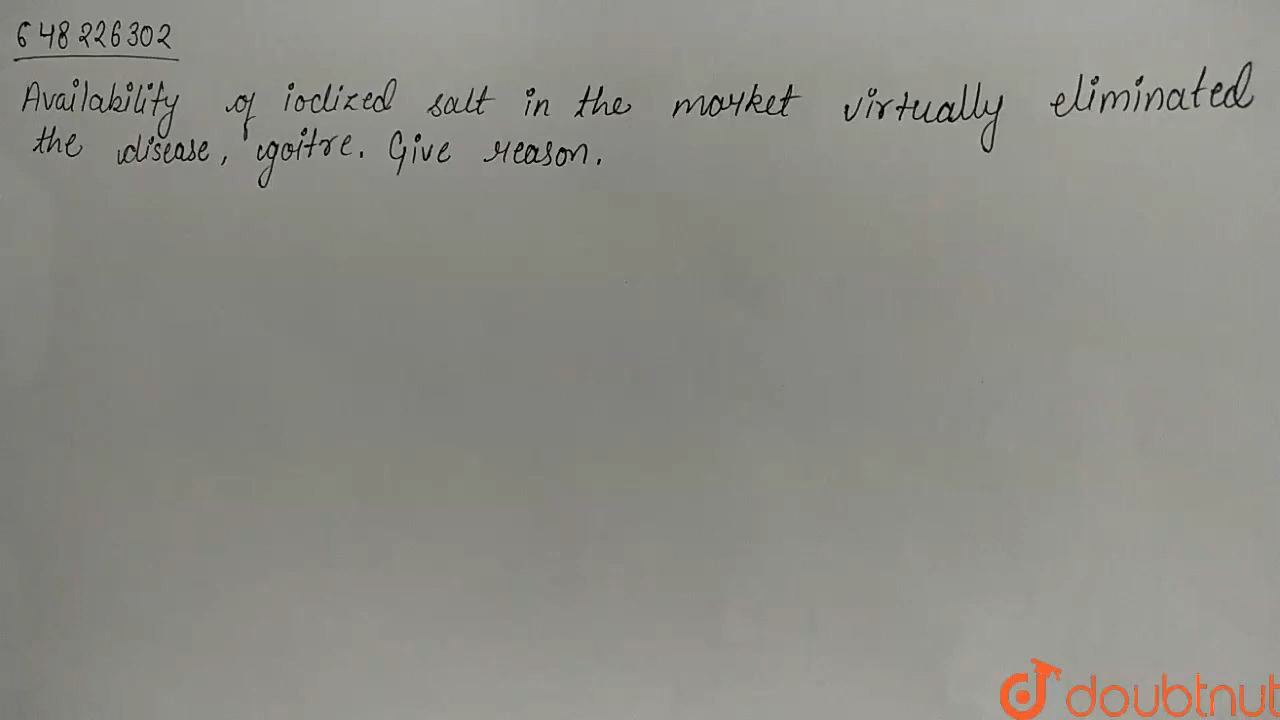 648226302
Availability of iodized salt in the market virtually eliminated
the disease, goitre. Give reason.
doubtnut